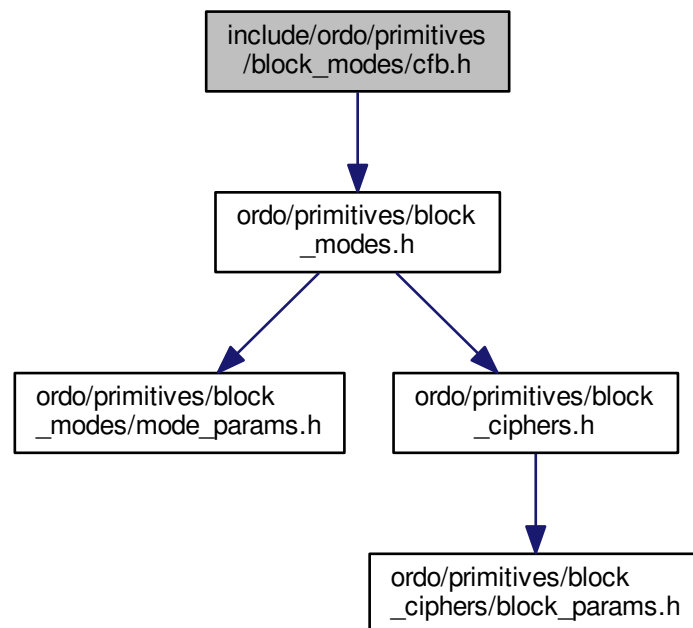 include/ordo/primitives
/block_modes/cfb.h
ordo/primitives/block
_modes.h
ordo/primitives/block
_modes/mode_params.h
ordo/primitives/block
_ciphers.h
ordo/primitives/block
_ciphers/block_params.h